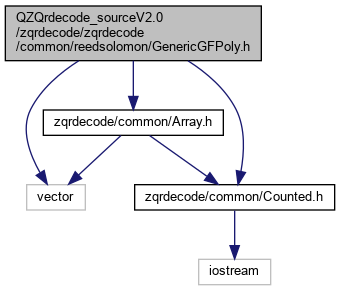 QZQrdecode_sourceV2.0
/zqrdecode/zqrdecode
/common/reedsolomon/GenericGFPoly.h
zqrdecode/common/Array.h
vector
zqrdecode/common/Counted.h
iostream